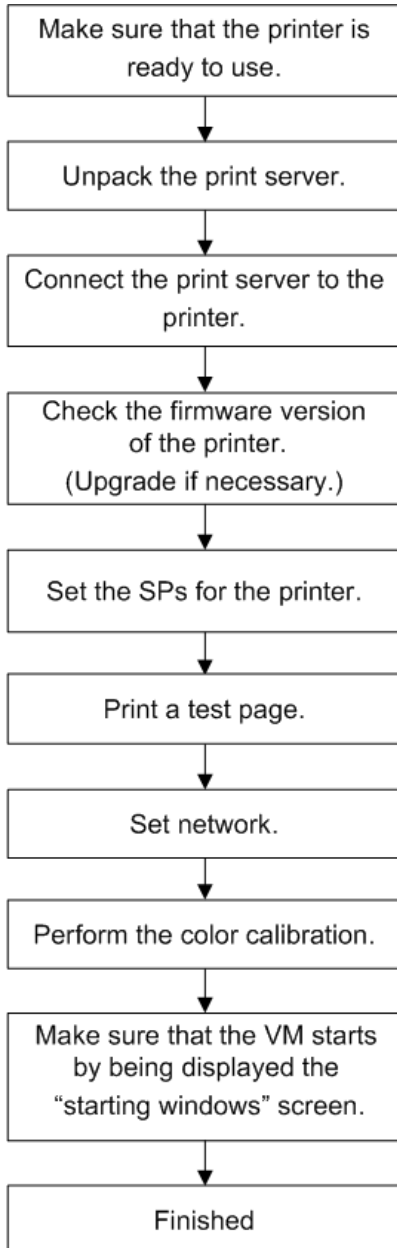 Make sure that the printer is
ready to use.
Unpack the print server.
Connect the print server to the
printer.
Check the firmware version
of the printer.
(Upgrade if necessary.)
Set the SPs for the printer.
Print a test page.
Set network.
Perform the color calibration.
Make sure that the VM starts
by being displayed the
“starting windows” screen.
Finished